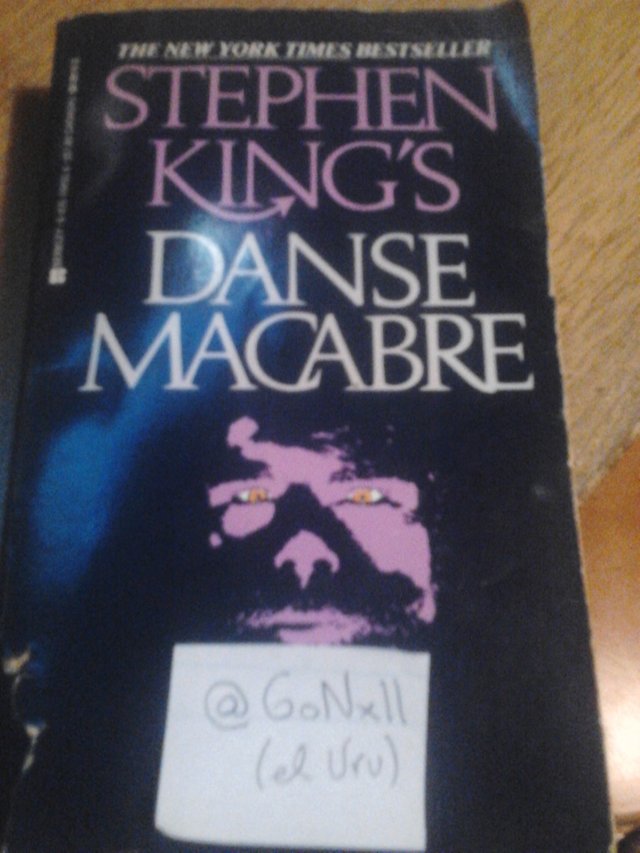 THE NEW YORK TIMES BESTSELLER
STEPHEN
KING'S
DANSE
MACABRE
@GoNxll
(el Uru)